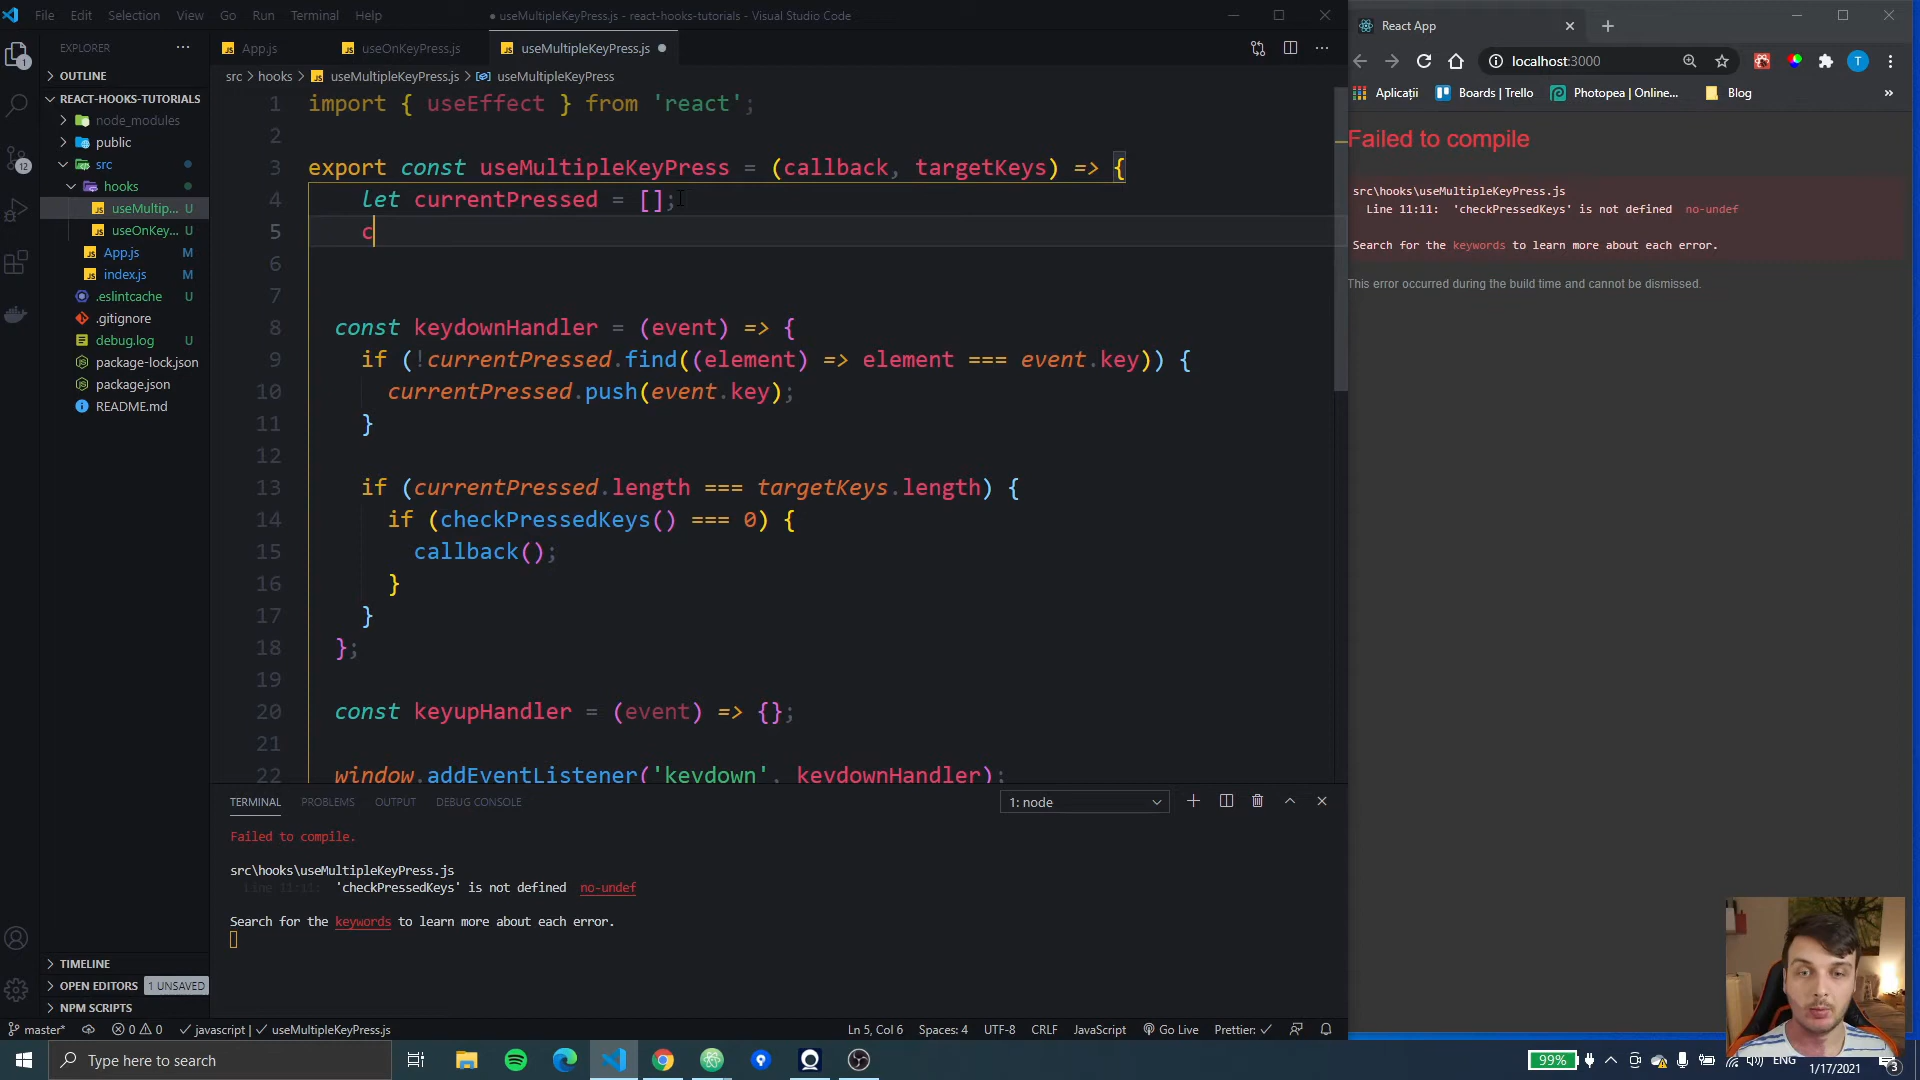 File Edit Selection View Go Run Terminal Help
● useMultipleKeyPress.js - react-hooks-tutorials - Visual Studio Code
EXPLORER
OUTLINE
REACT-HOOKS-TUTORIALS
node_modules
public
src
hooks
useMultip... U
useOnKey... U
App.js M
index.js M
.eslintcache U
.gitignore
debug.log U
package-lock.json
package.json
README.md
TIMELINE
OPEN EDITORS 1 UNSAVED
NPM SCRIPTS
App.js useOnKeyPress.js useMultipleKeyPress.js
src > hooks > useMultipleKeyPress.js > useMultipleKeyPress
1 import { useEffect } from 'react';
2
3 export const useMultipleKeyPress = (callback, targetKeys) => {
4 let currentPressed = [];
5 c
6
7
8 const keydownHandler = (event) => {
9 if (!currentPressed.find((element) => element === event.key)) {
10 currentPressed.push(event.key);
11 }
12
13 if (currentPressed.length === targetKeys.length) {
14 if (checkPressedKeys() === 0) {
15 callback();
16 }
17 }
18 };
19
20 const keyupHandler = (event) => {};
21
22 window.addEventListener('keydown', keydownHandler);
TERMINAL PROBLEMS OUTPUT DEBUG CONSOLE
1: node
Failed to compile.
src\hooks\useMultipleKeyPress.js
Line 11:11: 'checkPressedKeys' is not defined no-undef
Search for the keywords to learn more about each error.
master* 0 0 javascript | useMultipleKeyPress.js
Ln 5, Col 6 Spaces: 4 UTF-8 CRLF JavaScript Go Live Prettier: ✓
React App
localhost:3000
T
Aplicații Boards | Trello Photopea | Online... Blog »
Failed to compile
src\hooks\useMultipleKeyPress.js
Line 11:11: 'checkPressedKeys' is not defined no-undef
Search for the keywords to learn more about each error.
This error occurred during the build time and cannot be dismissed.
1
12
Type here to search
99%
ENG
1/17/2021
3